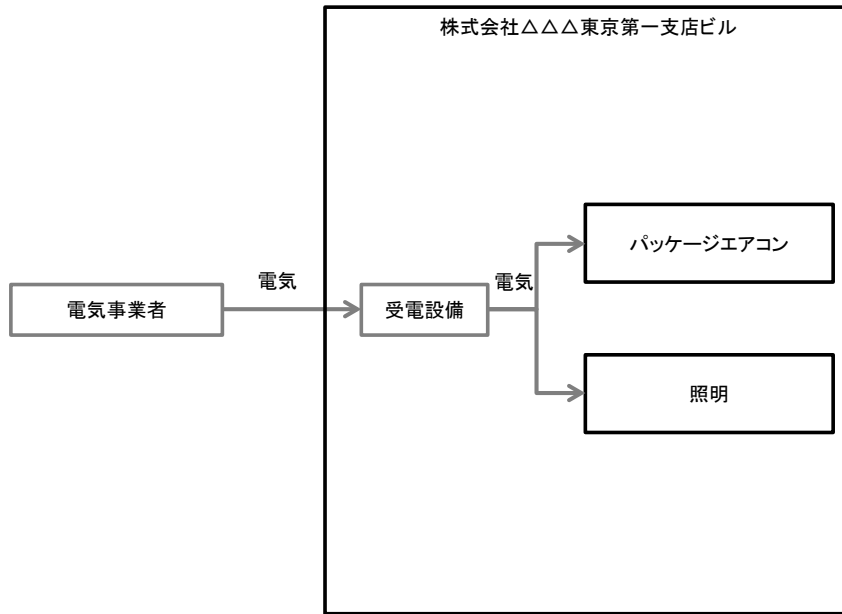 株式会社△△△東京第一支店ビル
パッケージエアコン
電気
電気
電気事業者
受電設備
照明